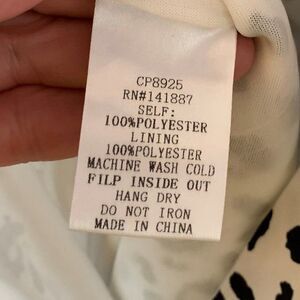 CP8925
RN#141887
SELF:
100%POLYESTER
LINING
100%POLYESTER
MACHINE WASH COLD
FILP INSIDE OUT
HANG DRY
DO NOT IRON
MADE IN CHINA